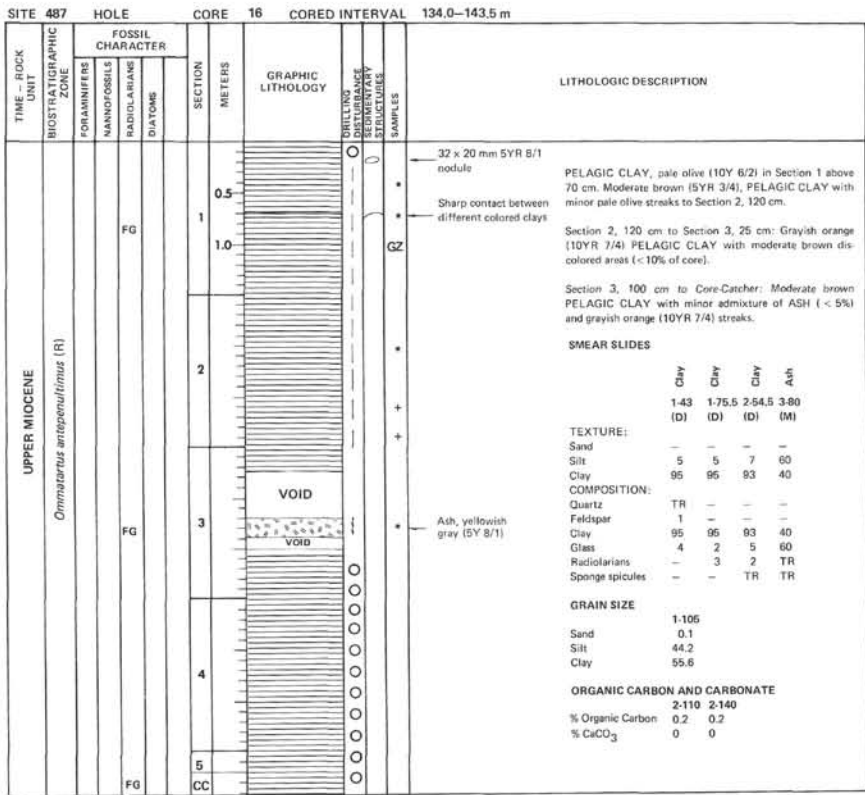 SITE 487 HOLE CORE 16 CORED INTERVAL 134.0–143.5 m
TIME – ROCK UNIT
BIOSTRATIGRAPHIC ZONE
FOSSIL CHARACTER
FORAMINIFERS
NANNOFOSSILS
RADIOLARIANS
DIATOMS
SECTION
METERS
GRAPHIC LITHOLOGY
DRILLING DISTURBANCE
SEDIMENTARY STRUCTURES
SAMPLES
LITHOLOGIC DESCRIPTION
UPPER MIOCENE
Ommatartus antepenultimus (R)
FG
FG
FG
1
0.5
1.0
2
3
4
5
CC
VOID
VOID
*
*
GZ
*
+
+
*
32 x 20 mm 5YR 8/1
nodule
Sharp contact between
different colored clays
Ash, yellowish
gray (5Y 8/1)
PELAGIC CLAY, pale olive (10Y 6/2) in Section 1 above
70 cm. Moderate brown (5YR 3/4), PELAGIC CLAY with
minor pale olive streaks to Section 2, 120 cm.
Section 2, 120 cm to Section 3, 25 cm: Grayish orange
(10YR 7/4) PELAGIC CLAY with moderate brown dis-
colored areas (<10% of core).
Section 3, 100 cm to Core-Catcher: Moderate brown
PELAGIC CLAY with minor admixture of ASH ( < 5%)
and grayish orange (10YR 7/4) streaks.
SMEAR SLIDES
Clay Clay Clay Ash
1-43 1-75.5 2-54.5 3-80
(D) (D) (D) (M)
TEXTURE:
Sand – – – –
Silt 5 5 7 60
Clay 95 95 93 40
COMPOSITION:
Quartz TR – – –
Feldspar 1 – – –
Clay 95 95 93 40
Glass 4 2 5 60
Radiolarians – 3 2 TR
Sponge spicules – – TR TR
GRAIN SIZE
1-105
Sand 0.1
Silt 44.2
Clay 55.6
ORGANIC CARBON AND CARBONATE
2-110 2-140
% Organic Carbon 0.2 0.2
% CaCO3 0 0